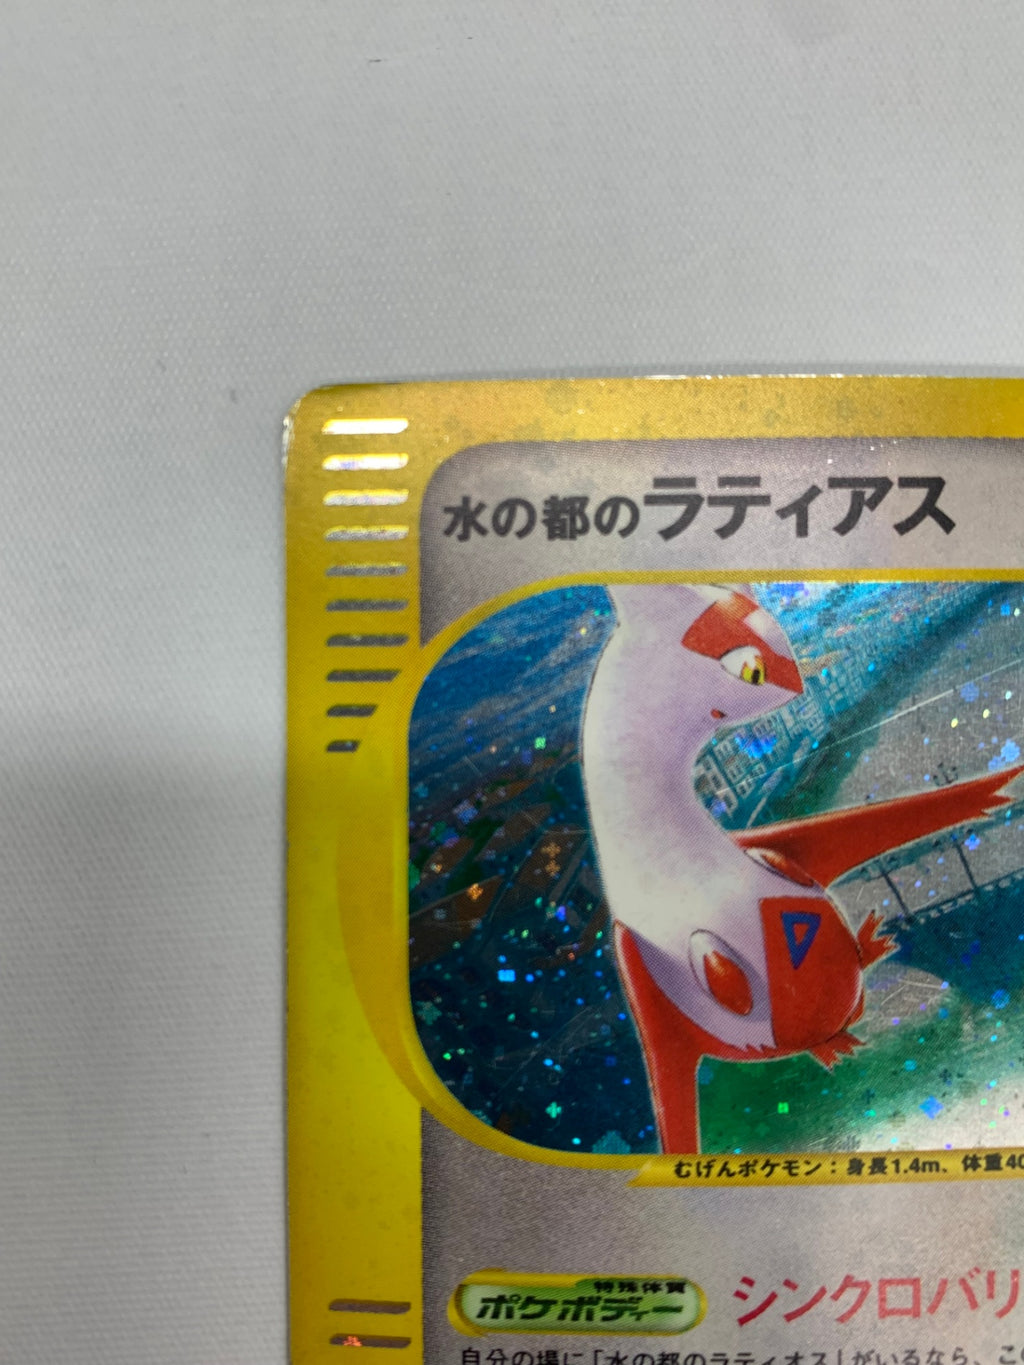 水の都のラティアス
むげんポケモン：身長1.4m、体重40
特殊体質
ポケボディー
シンクロバリ
自分の場に「水の都のラティオス」がいるなら、こ